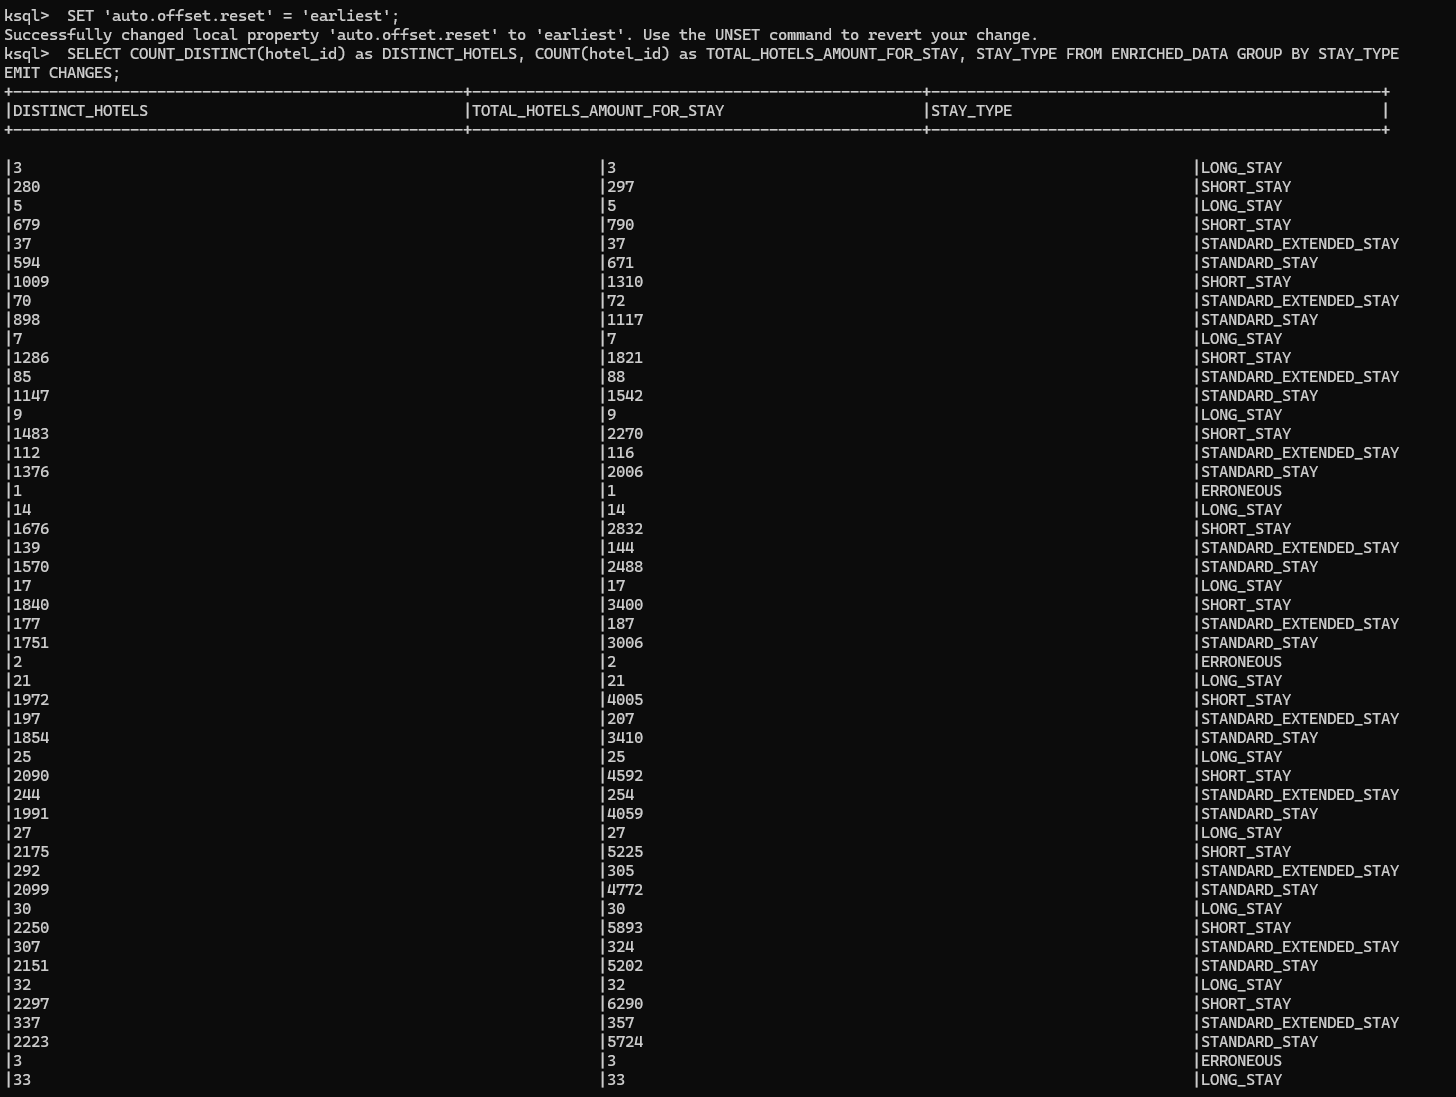 ksql>  SET 'auto.offset.reset' = 'earliest';
Successfully changed local property 'auto.offset.reset' to 'earliest'. Use the UNSET command to revert your change.
ksql>  SELECT COUNT_DISTINCT(hotel_id) as DISTINCT_HOTELS, COUNT(hotel_id) as TOTAL_HOTELS_AMOUNT_FOR_STAY, STAY_TYPE FROM ENRICHED_DATA GROUP BY STAY_TYPE
EMIT CHANGES;
|DISTINCT_HOTELS |TOTAL_HOTELS_AMOUNT_FOR_STAY |STAY_TYPE |
|3 |3 |LONG_STAY
|280 |297 |SHORT_STAY
|5 |5 |LONG_STAY
|679 |790 |SHORT_STAY
|37 |37 |STANDARD_EXTENDED_STAY
|594 |671 |STANDARD_STAY
|1009 |1310 |SHORT_STAY
|70 |72 |STANDARD_EXTENDED_STAY
|898 |1117 |STANDARD_STAY
|7 |7 |LONG_STAY
|1286 |1821 |SHORT_STAY
|85 |88 |STANDARD_EXTENDED_STAY
|1147 |1542 |STANDARD_STAY
|9 |9 |LONG_STAY
|1483 |2270 |SHORT_STAY
|112 |116 |STANDARD_EXTENDED_STAY
|1376 |2006 |STANDARD_STAY
|1 |1 |ERRONEOUS
|14 |14 |LONG_STAY
|1676 |2832 |SHORT_STAY
|139 |144 |STANDARD_EXTENDED_STAY
|1570 |2488 |STANDARD_STAY
|17 |17 |LONG_STAY
|1840 |3400 |SHORT_STAY
|177 |187 |STANDARD_EXTENDED_STAY
|1751 |3006 |STANDARD_STAY
|2 |2 |ERRONEOUS
|21 |21 |LONG_STAY
|1972 |4005 |SHORT_STAY
|197 |207 |STANDARD_EXTENDED_STAY
|1854 |3410 |STANDARD_STAY
|25 |25 |LONG_STAY
|2090 |4592 |SHORT_STAY
|244 |254 |STANDARD_EXTENDED_STAY
|1991 |4059 |STANDARD_STAY
|27 |27 |LONG_STAY
|2175 |5225 |SHORT_STAY
|292 |305 |STANDARD_EXTENDED_STAY
|2099 |4772 |STANDARD_STAY
|30 |30 |LONG_STAY
|2250 |5893 |SHORT_STAY
|307 |324 |STANDARD_EXTENDED_STAY
|2151 |5202 |STANDARD_STAY
|32 |32 |LONG_STAY
|2297 |6290 |SHORT_STAY
|337 |357 |STANDARD_EXTENDED_STAY
|2223 |5724 |STANDARD_STAY
|3 |3 |ERRONEOUS
|33 |33 |LONG_STAY